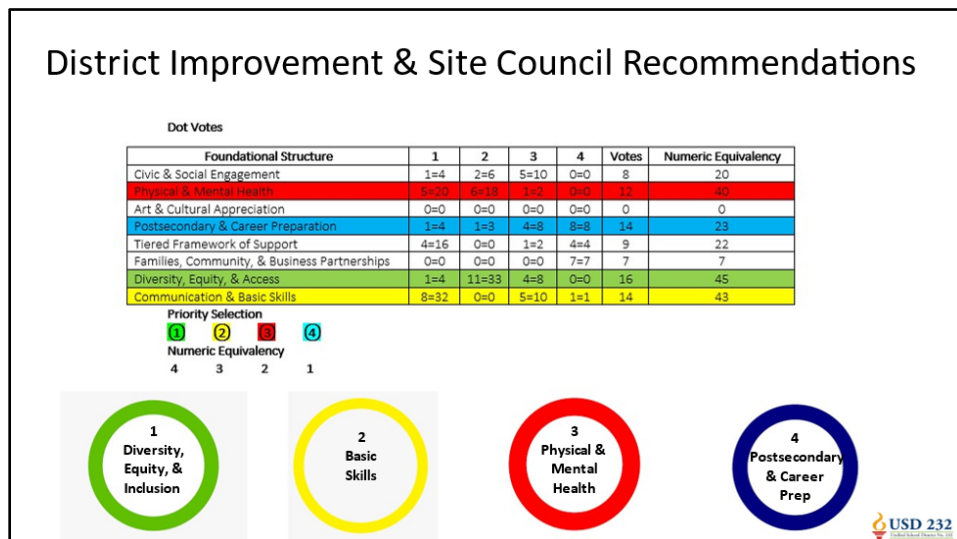 District Improvement & Site Council Recommendations
Dot Votes
Foundational Structure 1 2 3 4 Votes Numeric Equivalency
Civic & Social Engagement 1=4 2=6 5=10 0=0 8 20
Physical & Mental Health 5=20 6=18 1=2 0=0 12 40
Art & Cultural Appreciation 0=0 0=0 0=0 0=0 0 0
Postsecondary & Career Preparation 1=4 1=3 4=8 8=8 14 23
Tiered Framework of Support 4=16 0=0 1=2 4=4 9 22
Families, Community, & Business Partnerships 0=0 0=0 0=0 7=7 7 7
Diversity, Equity, & Access 1=4 11=33 4=8 0=0 16 45
Communication & Basic Skills 8=32 0=0 5=10 1=1 14 43
Priority Selection
1 2 3 4
Numeric Equivalency
4 3 2 1
1
Diversity,
Equity, &
Inclusion
2
Basic
Skills
3
Physical &
Mental
Health
4
Postsecondary
& Career
Prep
USD 232
Unified School District No. 232